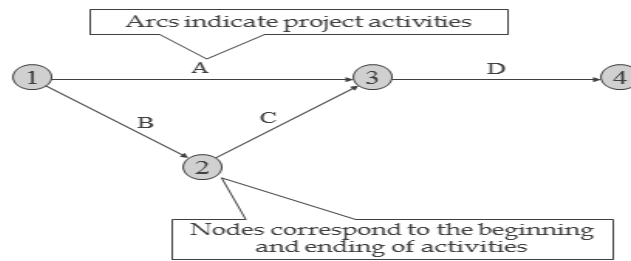 Arcs indicate project activities
1
A
3
D
4
B
C
2
Nodes correspond to the beginning
and ending of activities